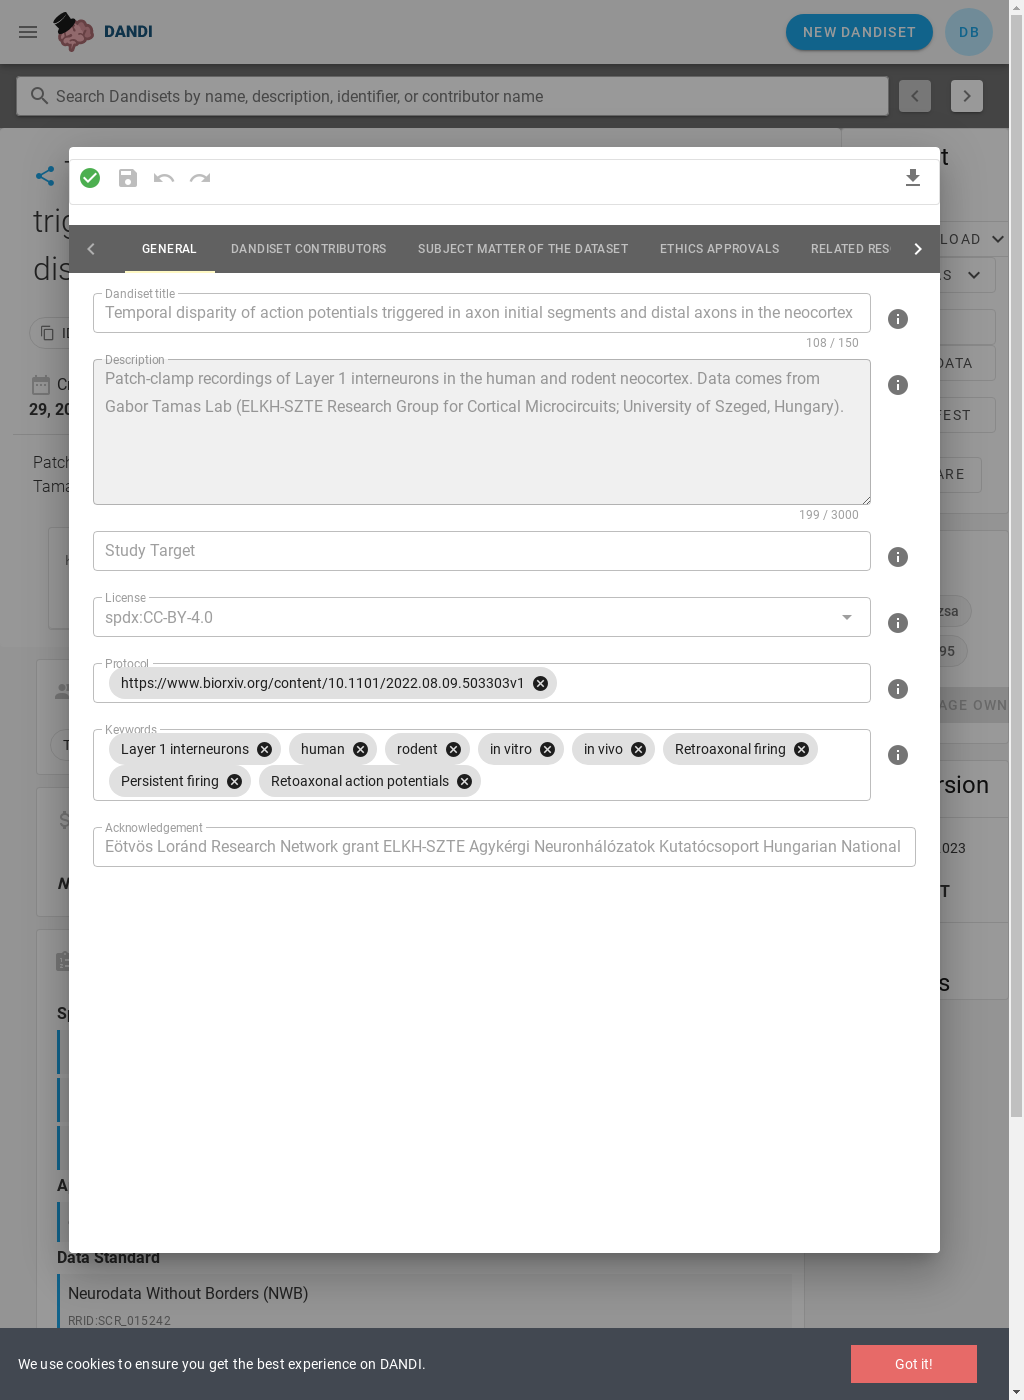 DANDI
NEW DANDISET
DB
Search Dandisets by name, description, identifier, or contributor name
trig
dis
29, 20
Patch
Tama
GENERAL
DANDISET CONTRIBUTORS
SUBJECT MATTER OF THE DATASET
ETHICS APPROVALS
RELATED RES
Dandiset title
Temporal disparity of action potentials triggered in axon initial segments and distal axons in the neocortex
108 / 150
Description
Patch-clamp recordings of Layer 1 interneurons in the human and rodent neocortex. Data comes from
Gabor Tamas Lab (ELKH-SZTE Research Group for Cortical Microcircuits; University of Szeged, Hungary).
199 / 3000
Study Target
License
spdx:CC-BY-4.0
Protocol
https://www.biorxiv.org/content/10.1101/2022.08.09.503303v1
Keywords
Layer 1 interneurons
human
rodent
in vitro
in vivo
Retroaxonal firing
Persistent firing
Retoaxonal action potentials
Acknowledgement
Eötvös Loránd Research Network grant ELKH-SZTE Agykérgi Neuronhálózatok Kutatócsoport Hungarian National
LOAD
DATA
EST
ARE
zsa
95
AGE OWN
rsion
023
T
s
Data Standard
Neurodata Without Borders (NWB)
RRID:SCR_015242
We use cookies to ensure you get the best experience on DANDI.
Got it!